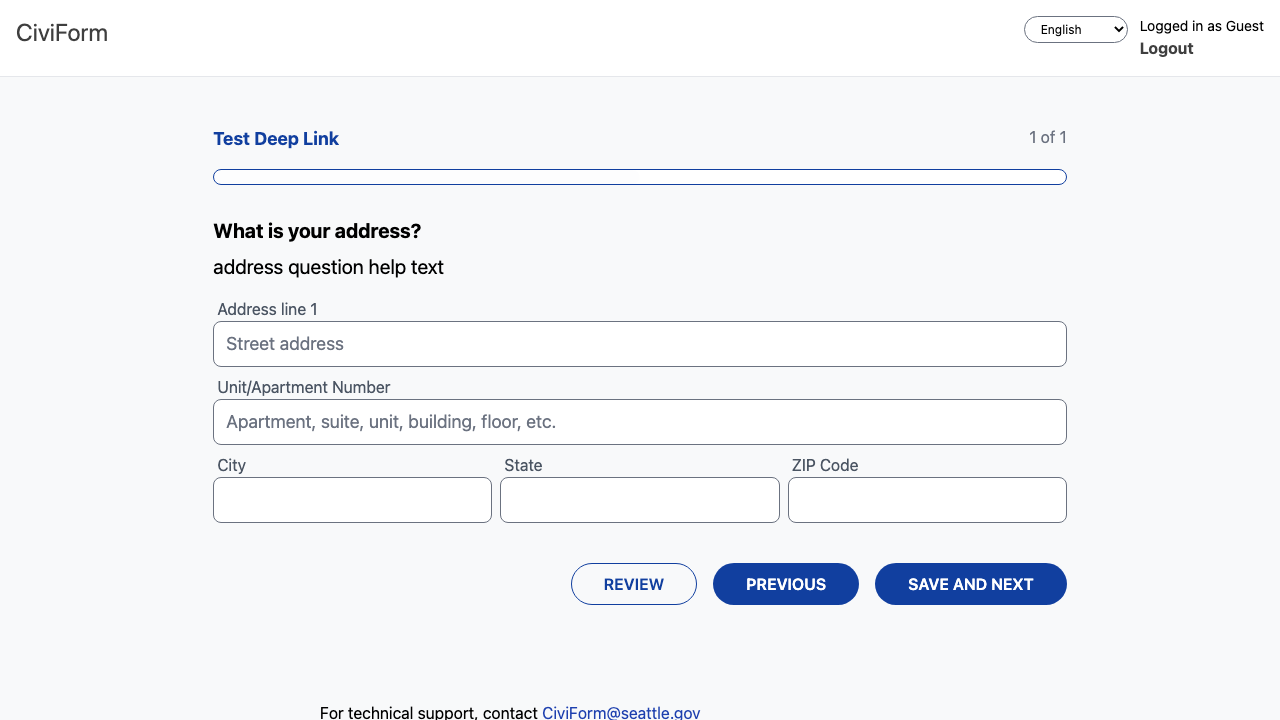 CiviForm
English
Logged in as Guest
Logout
Test Deep Link
1 of 1
What is your address?
address question help text
Address line 1
Street address
Unit/Apartment Number
Apartment, suite, unit, building, floor, etc.
City State ZIP Code
REVIEW PREVIOUS SAVE AND NEXT
For technical support, contact CiviForm@seattle.gov